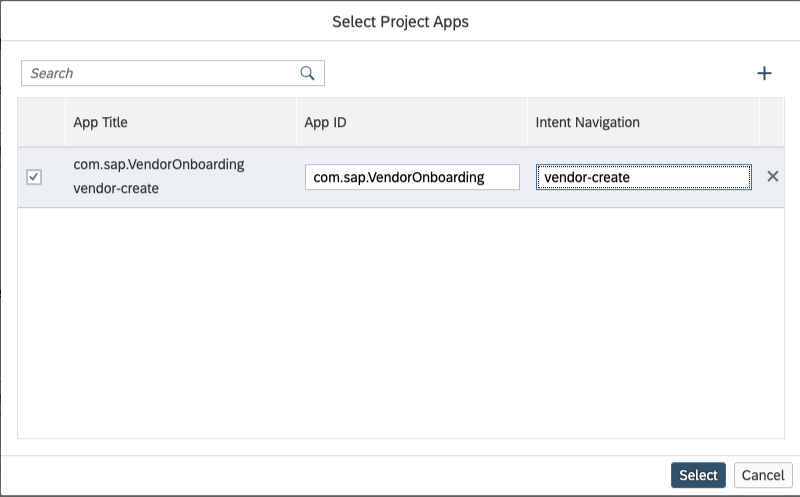 Select Project Apps
Search
App Title
App ID
Intent Navigation
com.sap.VendorOnboarding
vendor-create
com.sap.VendorOnboarding
vendor-create
Select
Cancel